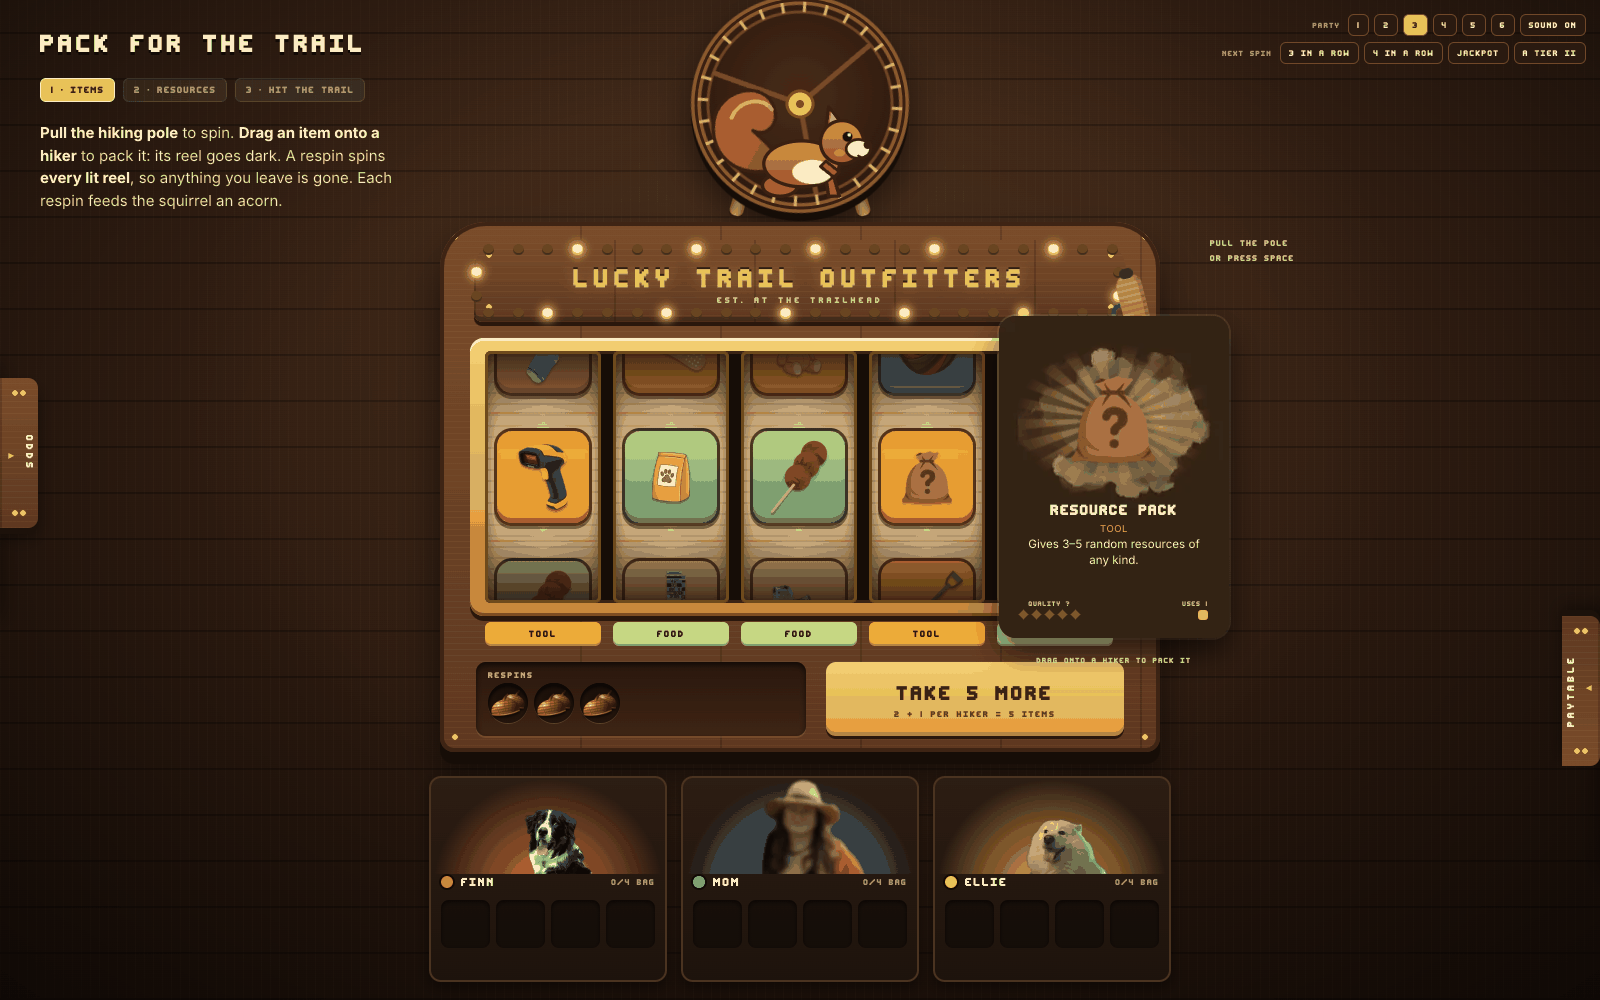 PACK FOR THE TRAIL
1 · ITEMS
2 · RESOURCES
3 · HIT THE TRAIL
Pull the hiking pole to spin. Drag an item onto a
hiker to pack it: its reel goes dark. A respin spins
every lit reel, so anything you leave is gone. Each
respin feeds the squirrel an acorn.
PARTY
1
2
3
4
5
6
SOUND ON
NEXT SPIN
3 IN A ROW
4 IN A ROW
JACKPOT
A TIER II
PULL THE POLE
OR PRESS SPACE
LUCKY TRAIL OUTFITTERS
EST. AT THE TRAILHEAD
ODDS
?
?
RESOURCE PACK
TOOL
Gives 3–5 random resources of
any kind.
QUALITY ?
USES 1
TOOL
FOOD
FOOD
TOOL
DRAG ONTO A HIKER TO PACK IT
RESPINS
TAKE 5 MORE
2 + 1 PER HIKER = 5 ITEMS
PAYTABLE
FINN
0/4 BAG
MOM
0/4 BAG
ELLIE
0/4 BAG